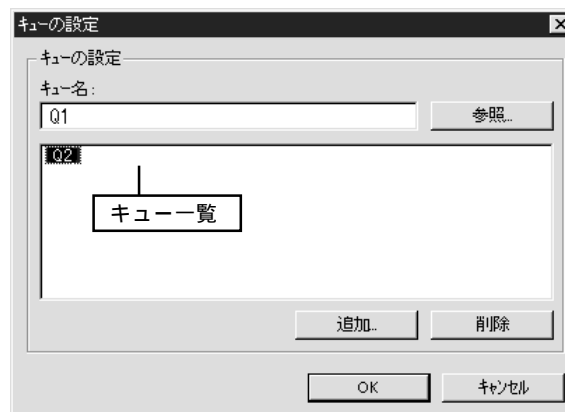 ｷｭｰの設定
ｷｭｰの設定
ｷｭｰ名:
Q1
参照...
Q2
キュー一覧
追加...
削除
OK
ｷｬﾝｾﾙ